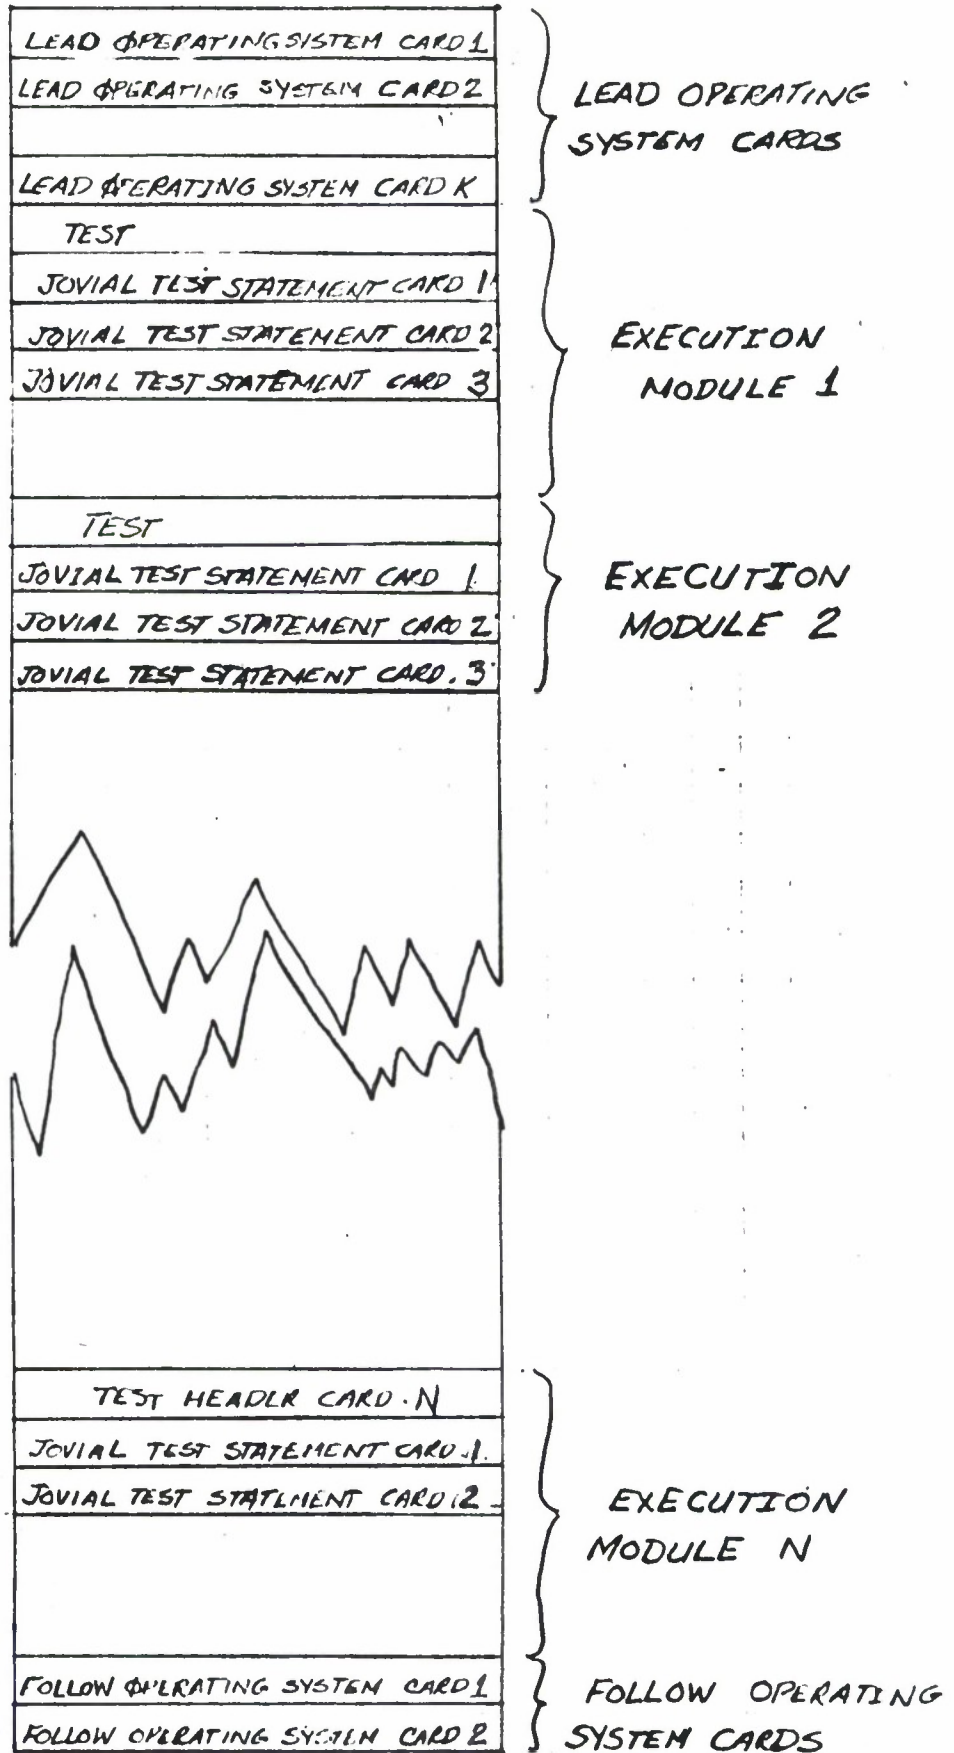 LEAD OPERATING SYSTEM CARD 1
LEAD OPERATING SYSTEM CARD 2
LEAD OPERATING
SYSTEM CARDS
LEAD OPERATING SYSTEM CARD K
TEST
JOVIAL TEST STATEMENT CARD 1
JOVIAL TEST STATEMENT CARD 2
JOVIAL TEST STATEMENT CARD 3
EXECUTION
MODULE 1
TEST
JOVIAL TEST STATEMENT CARD 1
JOVIAL TEST STATEMENT CARD 2
JOVIAL TEST STATEMENT CARD. 3
EXECUTION
MODULE 2
TEST HEADER CARD. N
JOVIAL TEST STATEMENT CARD. 1.
JOVIAL TEST STATEMENT CARD 2
EXECUTION
MODULE N
FOLLOW OPERATING SYSTEM CARD 1
FOLLOW OPERATING SYSTEM CARD 2
FOLLOW OPERATING
SYSTEM CARDS